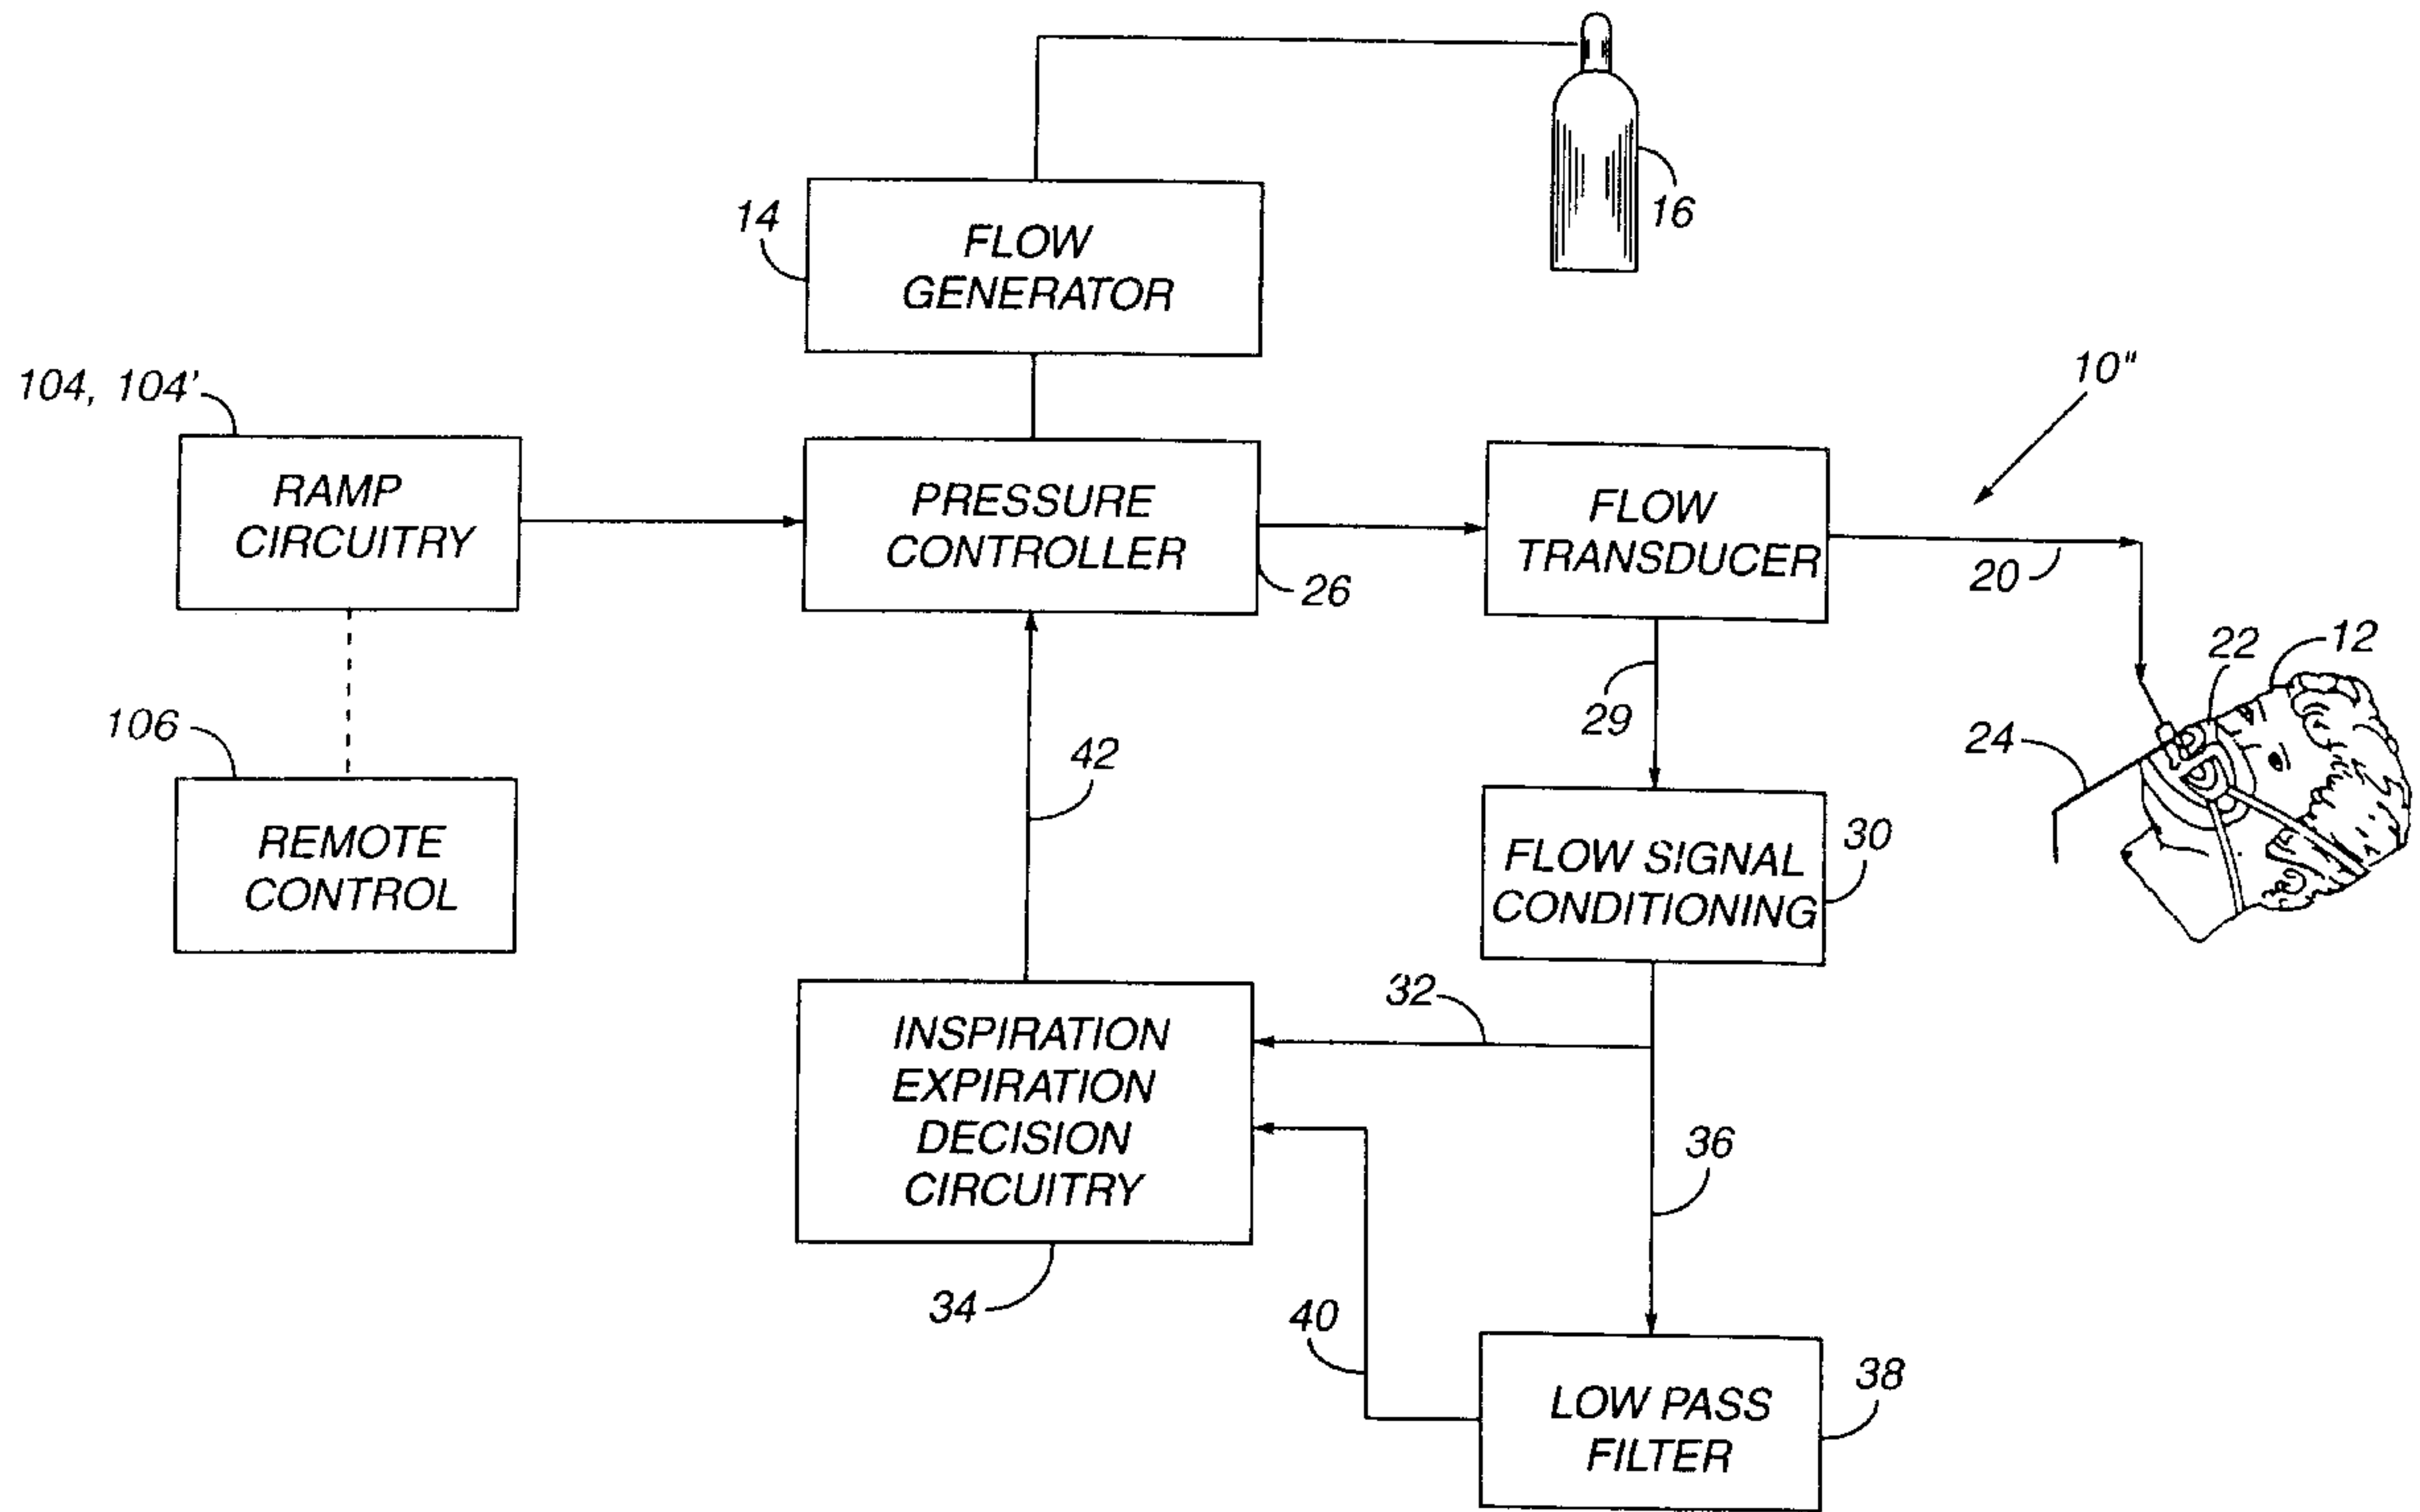 16
14
FLOW
GENERATOR
10"
104, 104'
RAMP
CIRCUITRY
PRESSURE
CONTROLLER
26
FLOW
TRANSDUCER
20
12
22
29
24
106
42
REMOTE
CONTROL
FLOW SIGNAL
CONDITIONING
30
32
INSPIRATION
EXPIRATION
DECISION
CIRCUITRY
36
34
40
38
LOW PASS
FILTER